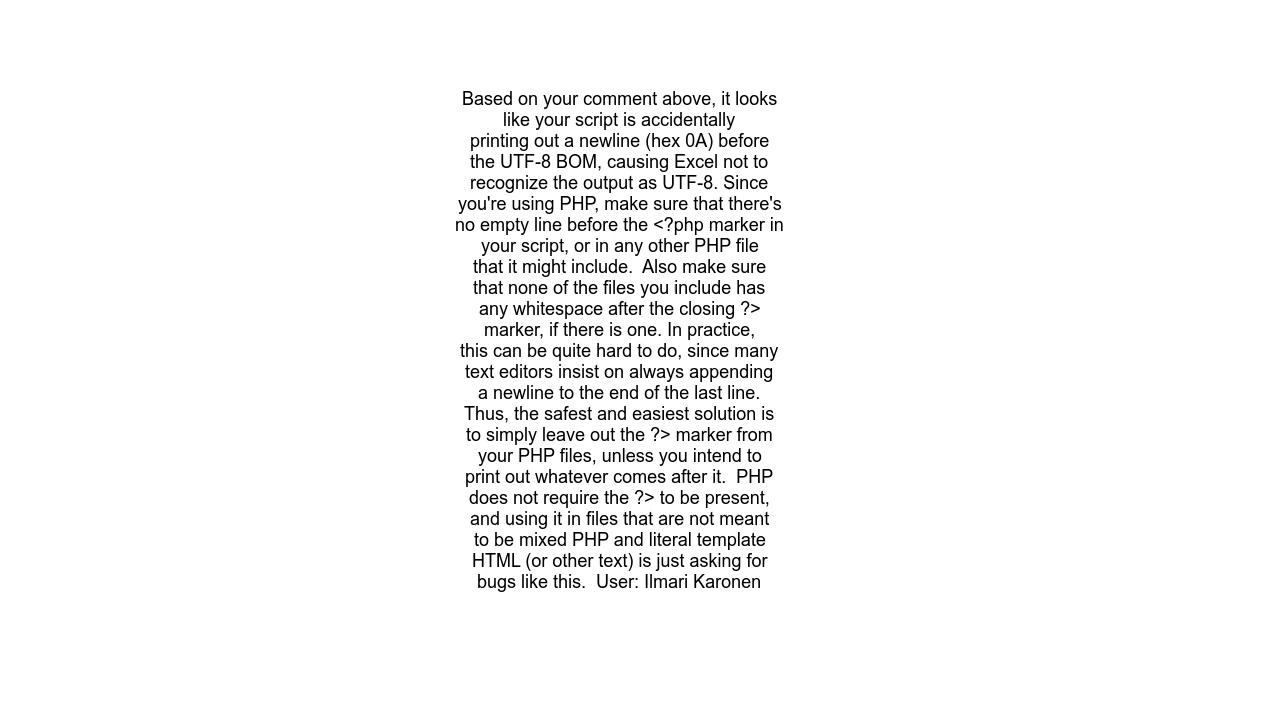 Based on your comment above, it looks
like your script is accidentally
printing out a newline (hex 0A) before
the UTF-8 BOM, causing Excel not to
recognize the output as UTF-8. Since
you're using PHP, make sure that there's
no empty line before the <?php marker in
your script, or in any other PHP file
that it might include.  Also make sure
that none of the files you include has
any whitespace after the closing ?>
marker, if there is one. In practice,
this can be quite hard to do, since many
text editors insist on always appending
a newline to the end of the last line.
Thus, the safest and easiest solution is
to simply leave out the ?> marker from
your PHP files, unless you intend to
print out whatever comes after it.  PHP
does not require the ?> to be present,
and using it in files that are not meant
to be mixed PHP and literal template
HTML (or other text) is just asking for
bugs like this.  User: Ilmari Karonen